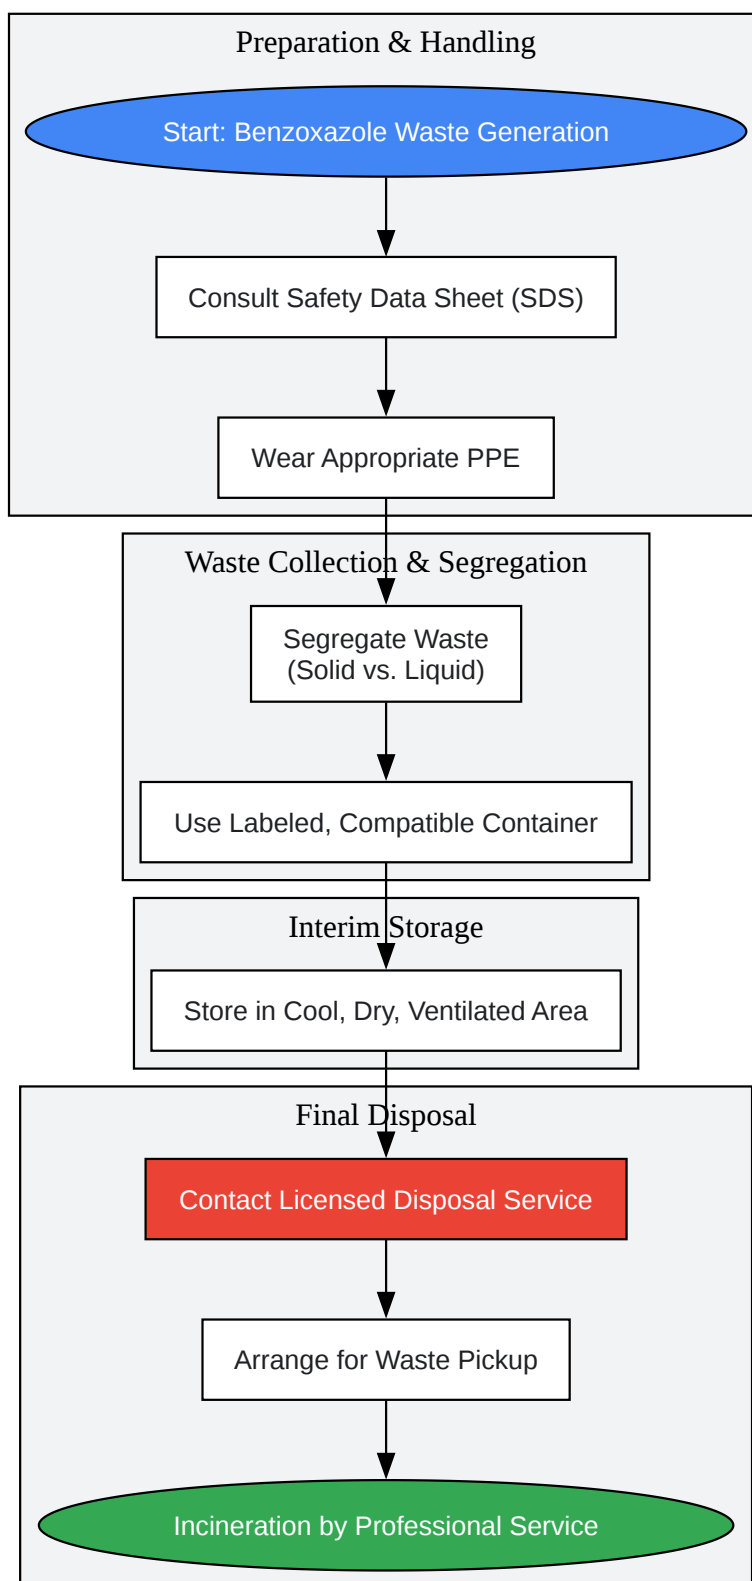 Preparation & Handling
Start: Benzoxazole Waste Generation
Consult Safety Data Sheet (SDS)
Wear Appropriate PPE
Waste Collection & Segregation
Segregate Waste
(Solid vs. Liquid)
Use Labeled, Compatible Container
Interim Storage
Store in Cool, Dry, Ventilated Area
Final Disposal
Contact Licensed Disposal Service
Arrange for Waste Pickup
Incineration by Professional Service